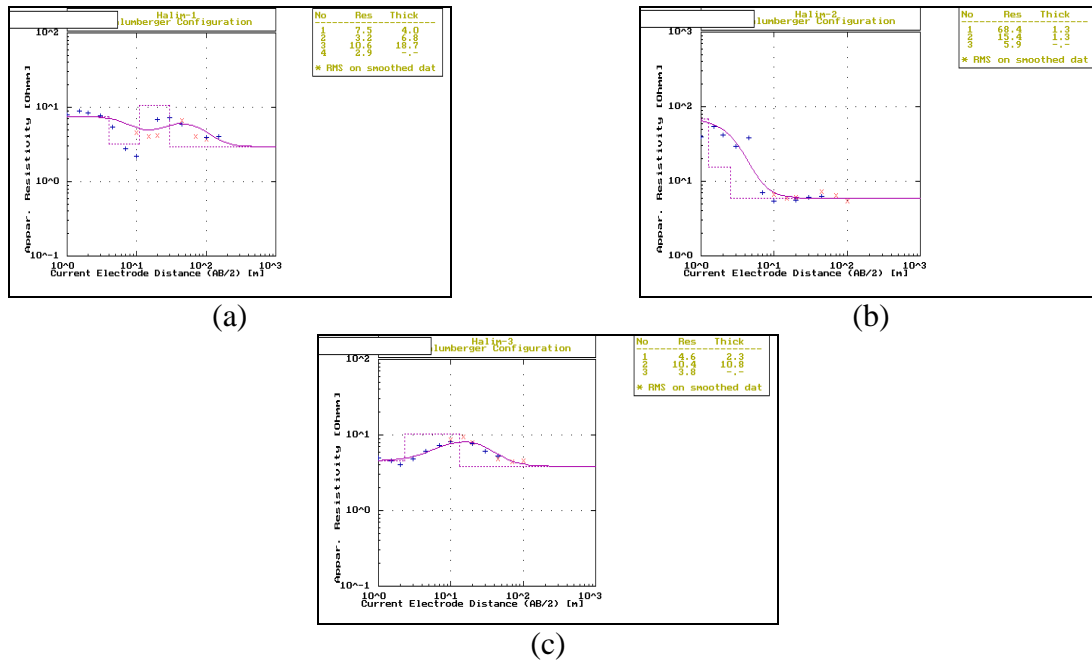 Halim-1
lumberger Configuration
No Res Thick
1 7.5 4.0
2 3.2 6.8
3 10.6 18.7
4 2.9 -.-
* RMS on smoothed dat
Appar. Resistivity [Ohmm]
10^2
10^1
10^0
10^-1
10^0 10^1 10^2 10^3
Current Electrode Distance (AB/2) [m]
(a)
Halim-2
lumberger Configuration
No Res Thick
1 68.4 1.3
2 15.4 1.3
3 5.9 -.-
* RMS on smoothed dat
Appar. Resistivity [Ohmm]
10^3
10^2
10^1
10^0
10^0 10^1 10^2 10^3
Current Electrode Distance (AB/2) [m]
(b)
Halim-3
lumberger Configuration
No Res Thick
1 4.6 2.3
2 10.4 10.8
3 3.8 -.-
* RMS on smoothed dat
Appar. Resistivity [Ohmm]
10^2
10^1
10^0
10^-1
10^0 10^1 10^2 10^3
Current Electrode Distance (AB/2) [m]
(c)